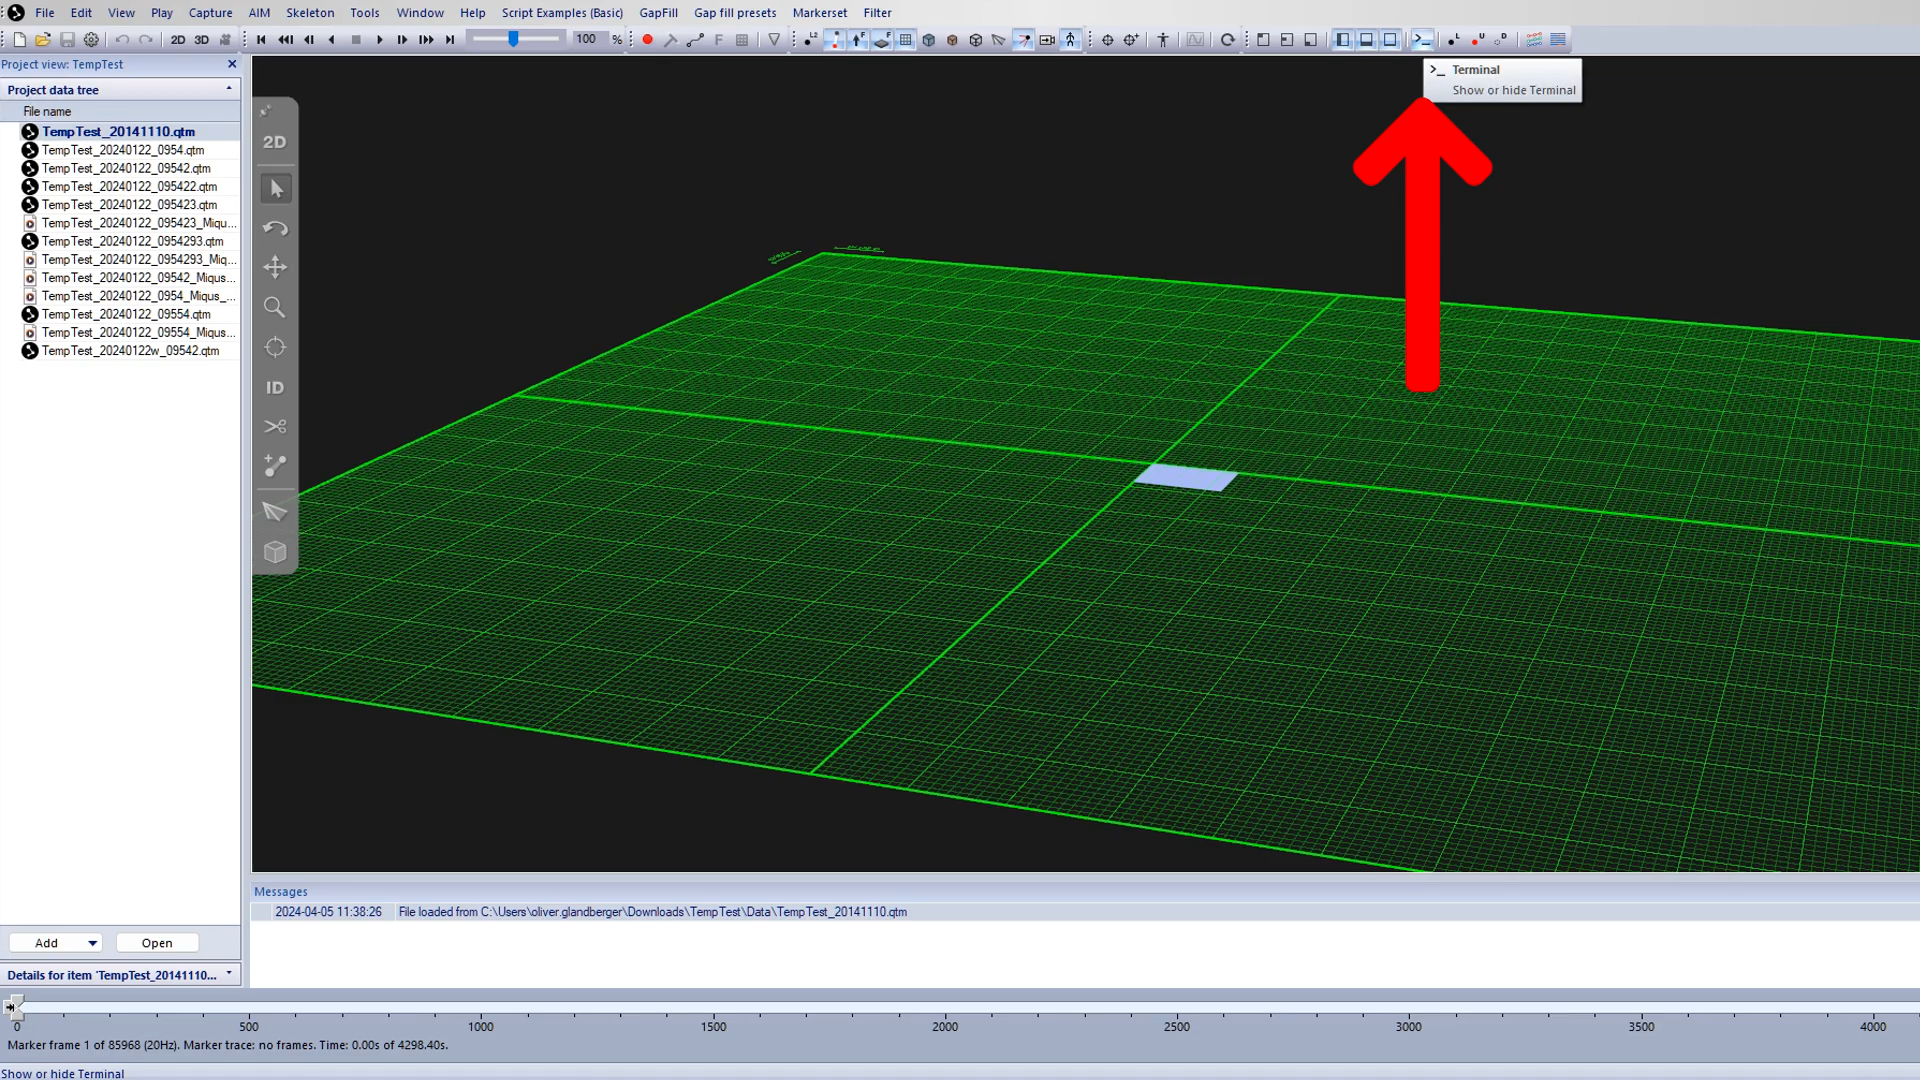 File Edit View Play Capture AIM Skeleton Tools Window Help Script Examples (Basic) GapFill Gap fill presets Markerset Filter
2D 3D 100 % F L2 F L U D
Project view: TempTest
>_ Terminal
Show or hide Terminal
Project data tree
File name
TempTest_20141110.qtm
TempTest_20240122_0954.qtm
TempTest_20240122_09542.qtm
TempTest_20240122_095422.qtm
TempTest_20240122_095423.qtm
TempTest_20240122_095423_Miqu...
TempTest_20240122_0954293.qtm
TempTest_20240122_0954293_Miq...
TempTest_20240122_09542_Miqus...
TempTest_20240122_0954_Miqus_...
TempTest_20240122_09554.qtm
TempTest_20240122_09554_Miqus...
TempTest_20240122w_09542.qtm
2D
ID
Messages
2024-04-05 11:38:26 File loaded from C:\Users\oliver.glandberger\Downloads\TempTest\Data\TempTest_20141110.qtm
Add Open
Details for item 'TempTest_20141110...
0 500 1000 1500 2000 2500 3000 3500 4000
Marker frame 1 of 85968 (20Hz). Marker trace: no frames. Time: 0.00s of 4298.40s.
Show or hide Terminal